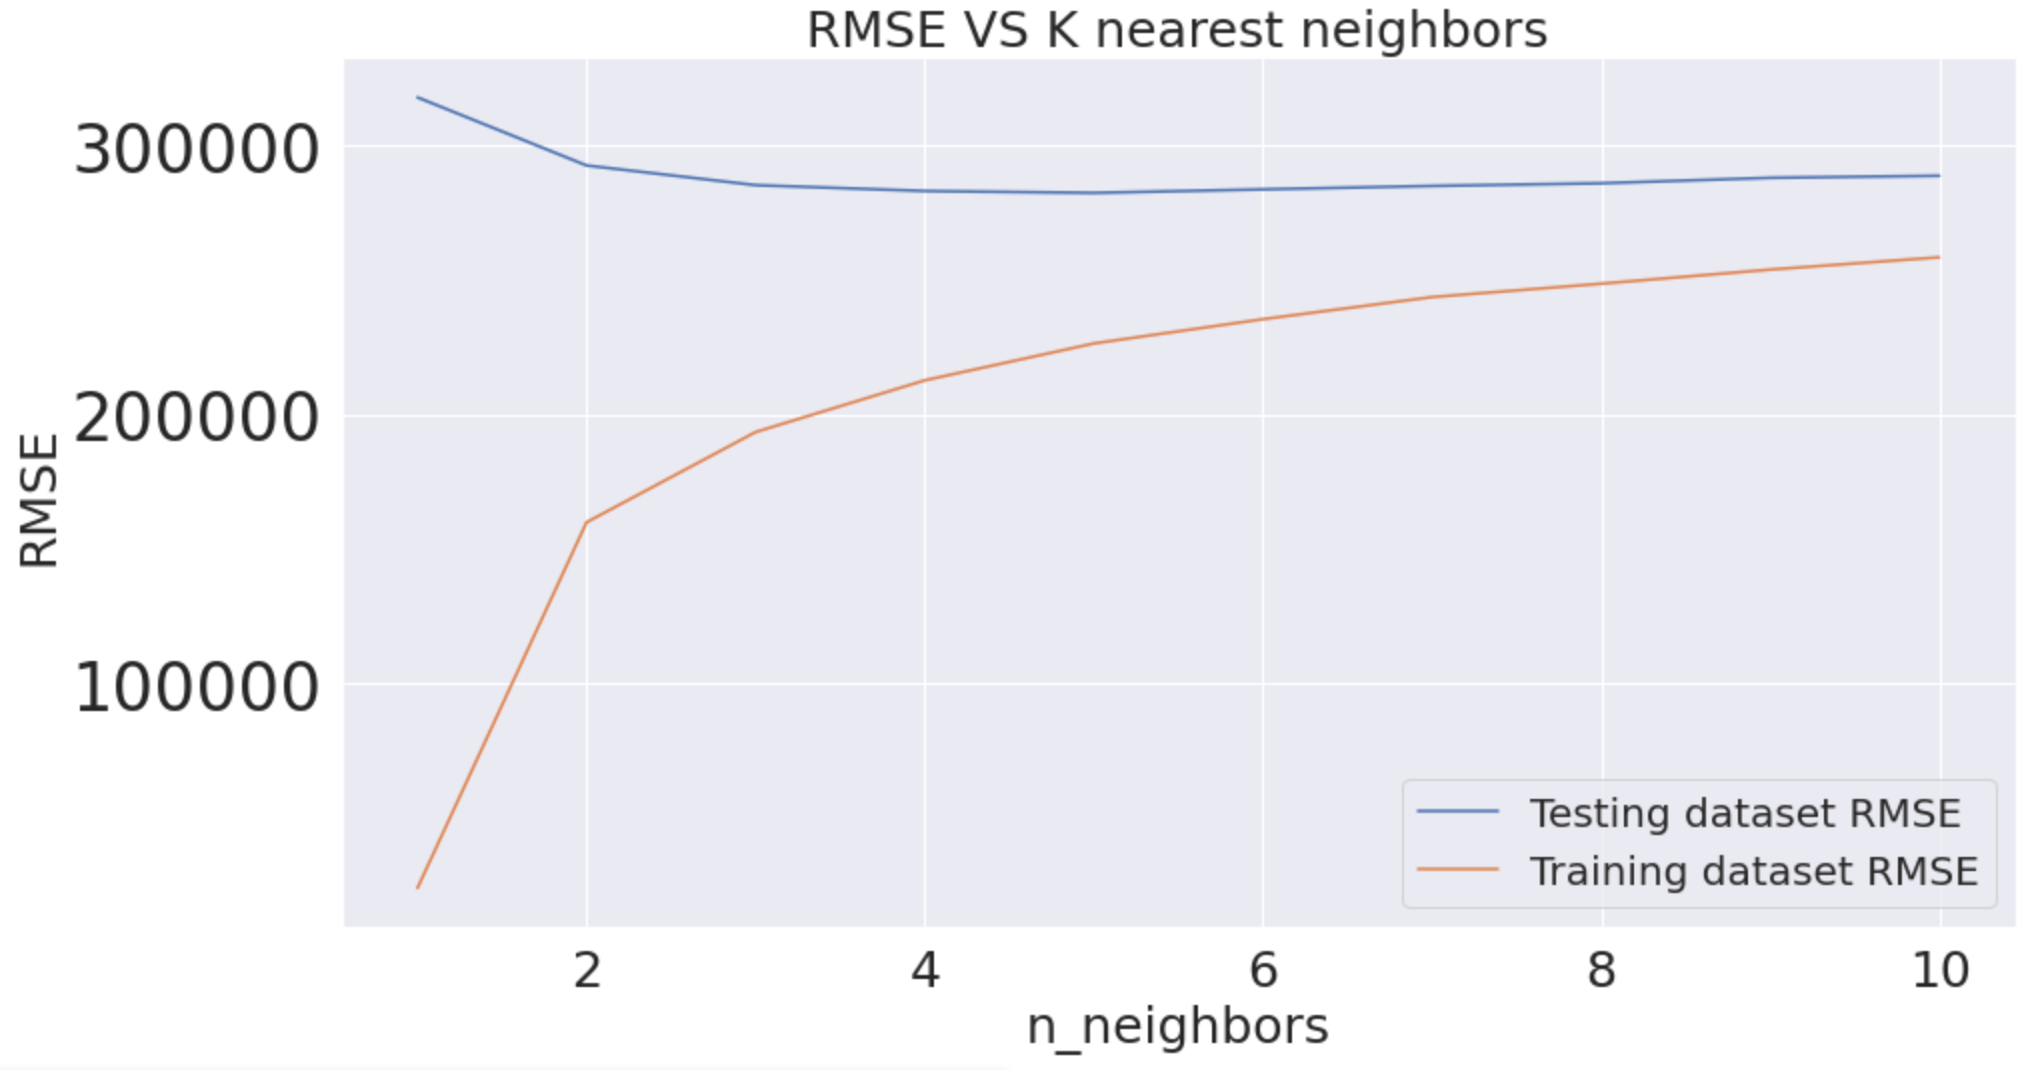 RMSE VS K nearest neighbors
300000
200000
100000
RMSE
Testing dataset RMSE
Training dataset RMSE
2 4 6 8 10
n_neighbors